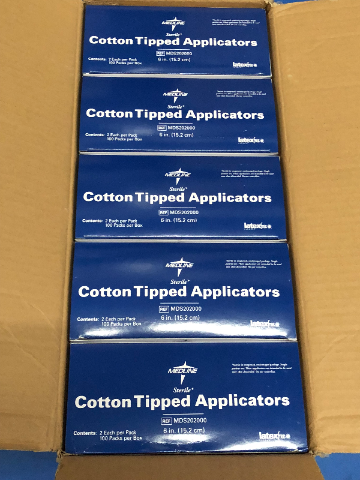 MEDLINE
Sterile*
Cotton Tipped Applicators
REF MDS202000
6 in. (15.2 cm)
Contents: 2 Each per Pack
100 Packs per Box
latexfree
MEDLINE
Sterile*
Cotton Tipped Applicators
REF MDS202000
6 in. (15.2 cm)
Contents: 2 Each per Pack
100 Packs per Box
latexfree
MEDLINE
Sterile*
Cotton Tipped Applicators
REF MDS202000
6 in. (15.2 cm)
Contents: 2 Each per Pack
100 Packs per Box
latexfree
MEDLINE
Sterile*
Cotton Tipped Applicators
REF MDS202000
6 in. (15.2 cm)
Contents: 2 Each per Pack
100 Packs per Box
latexfree
MEDLINE
Sterile*
Cotton Tipped Applicators
REF MDS202000
6 in. (15.2 cm)
Contents: 2 Each per Pack
100 Packs per Box
latexfree